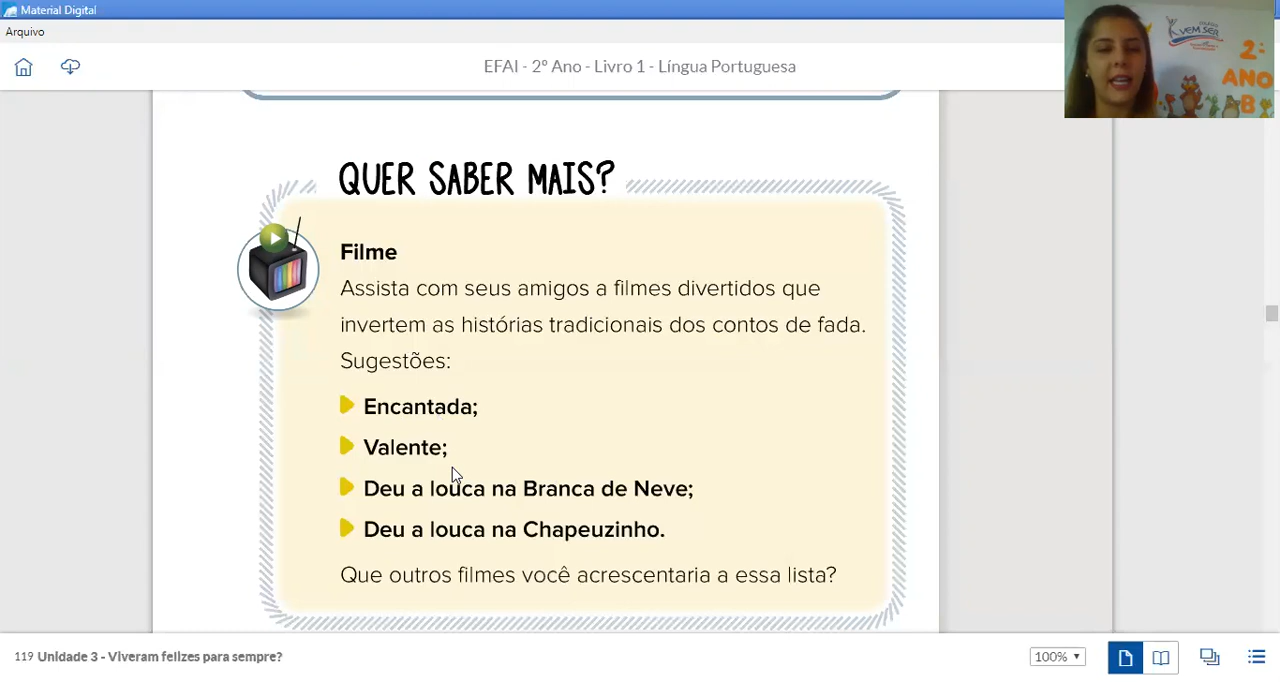 Material Digital
Arquivo
EFAI - 2º Ano - Livro 1 - Língua Portuguesa
VEM SER
2º
ANO
B
QUER SABER MAIS?
Filme
Assista com seus amigos a filmes divertidos que
invertem as histórias tradicionais dos contos de fada.
Sugestões:
Encantada;
Valente;
Deu a louca na Branca de Neve;
Deu a louca na Chapeuzinho.
Que outros filmes você acrescentaria a essa lista?
119 Unidade 3 - Viveram felizes para sempre?
100%